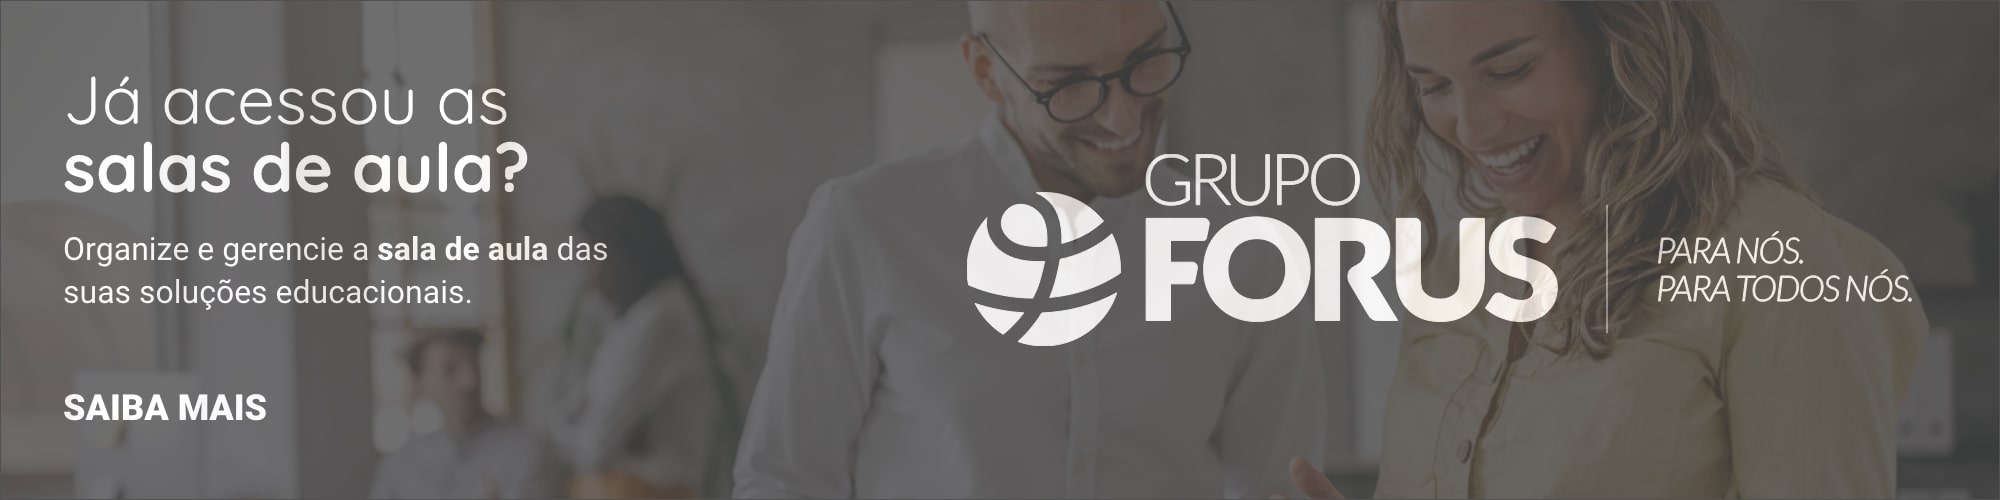 Já acessou as
salas de aula?
Organize e gerencie a sala de aula das
suas soluções educacionais.
SAIBA MAIS
GRUPO
FORUS
PARA NÓS.
PARA TODOS NÓS.